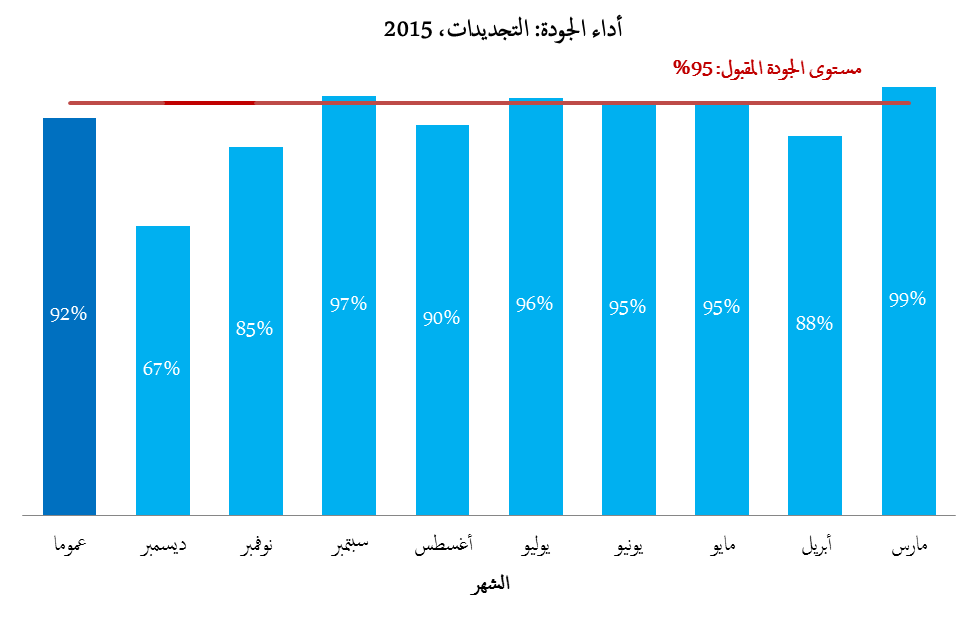 أداء الجودة: التجديدات، 2015
مستوى الجودة المقبول: 95%
99%
88%
95%
95%
96%
90%
97%
85%
67%
92%
مارس
أبريل
مايو
يونيو
يوليو
أغسطس
سبتمبر
نوفمبر
ديسمبر
عموما
الشهر